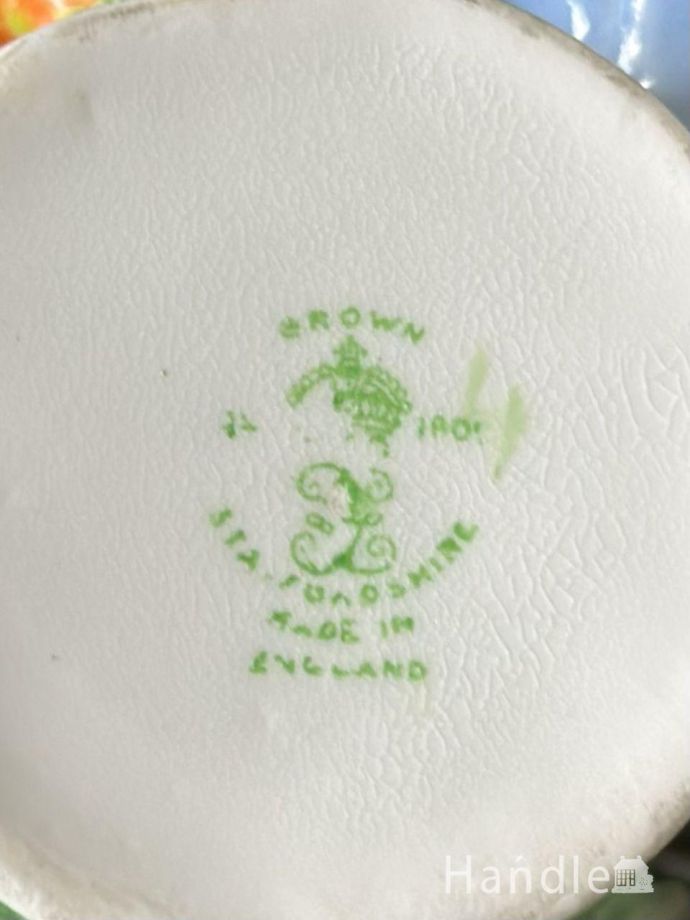 CROWN
STAFFORDSHIRE
MADE IN
ENGLAND
Handle